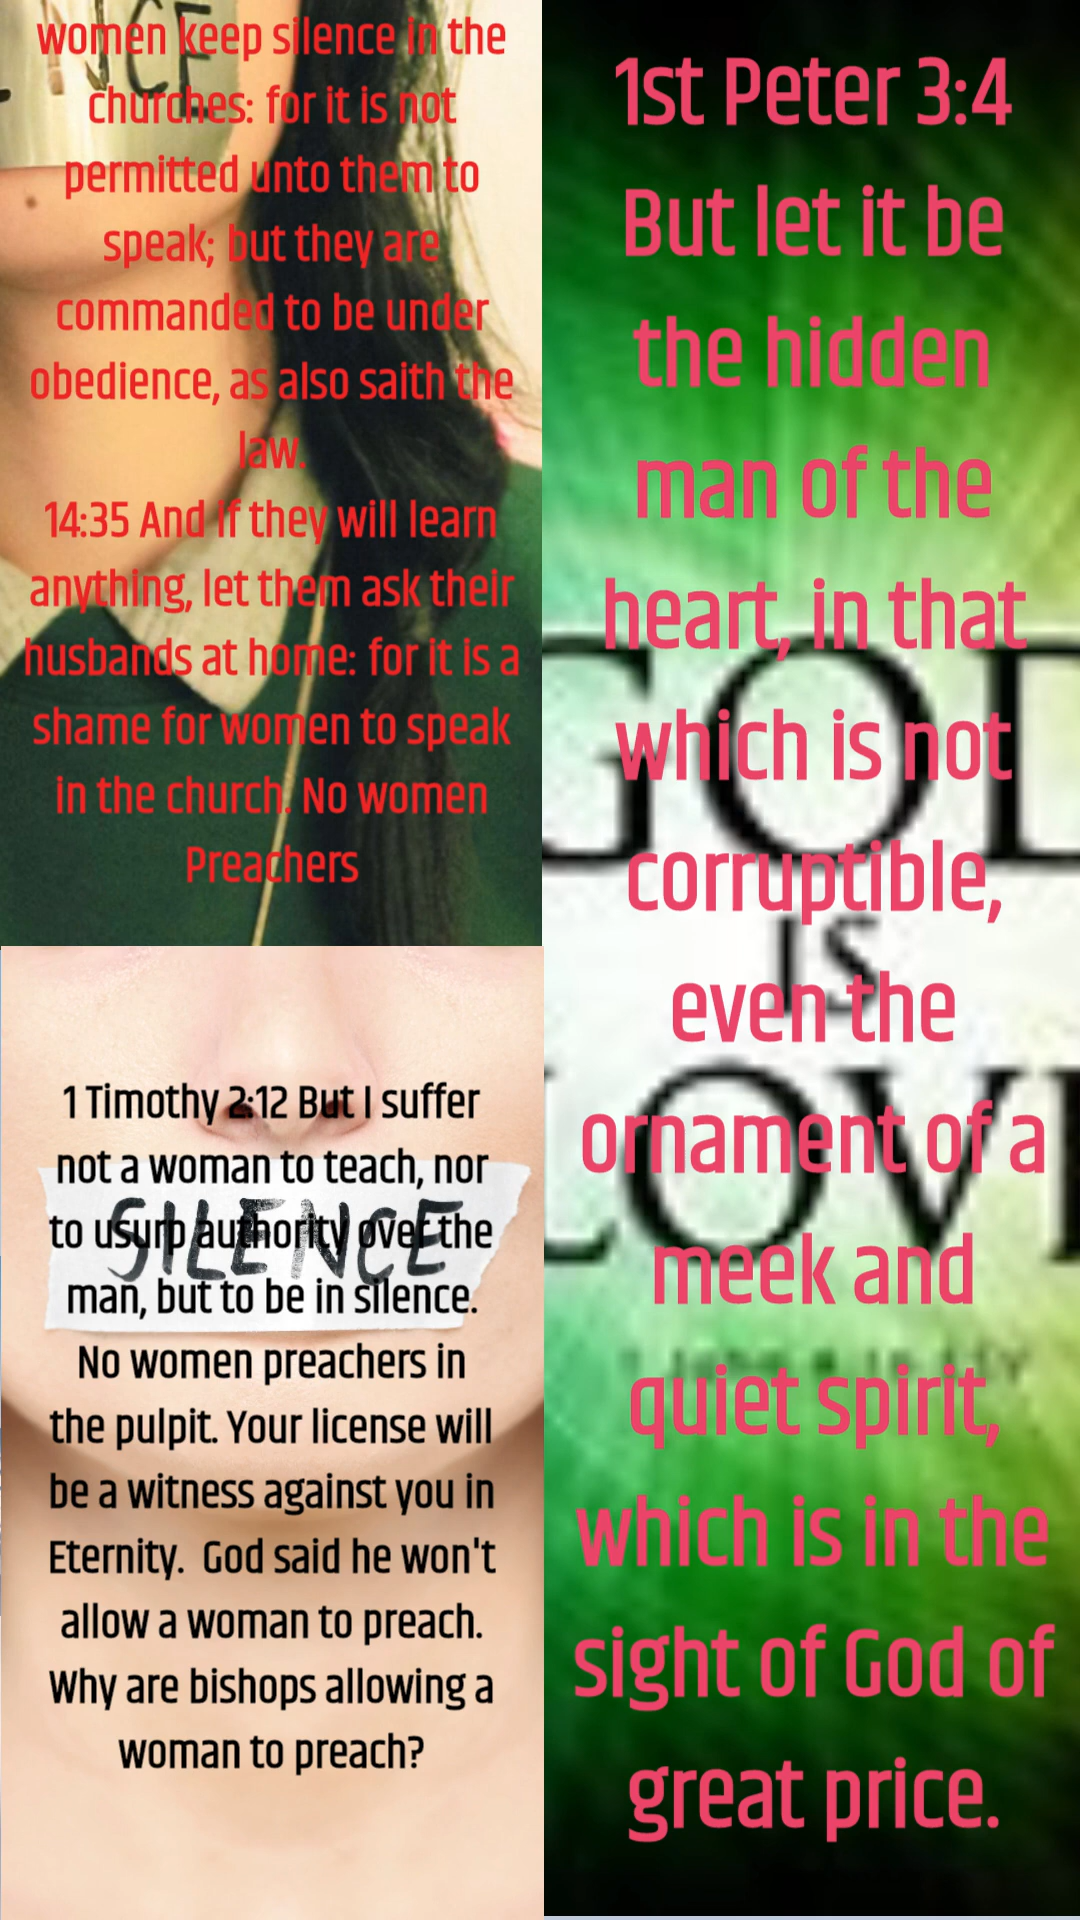 women keep silence in the
churches: for it is not
permitted unto them to
speak; but they are
commanded to be under
obedience, as also saith the
law.
14:35 And if they will learn
anything, let them ask their
husbands at home: for it is a
shame for women to speak
in the church. No women
Preachers
1 Timothy 2:12 But I suffer
not a woman to teach, nor
to usurp authority over the
man, but to be in silence.
No women preachers in
the pulpit. Your license will
be a witness against you in
Eternity.  God said he won't
allow a woman to preach.
Why are bishops allowing a
woman to preach?
SILENCE
1st Peter 3:4
But let it be
the hidden
man of the
heart, in that
which is not
corruptible,
even the
ornament of a
meek and
quiet spirit,
which is in the
sight of God of
great price.
GOD
IS
LOVE